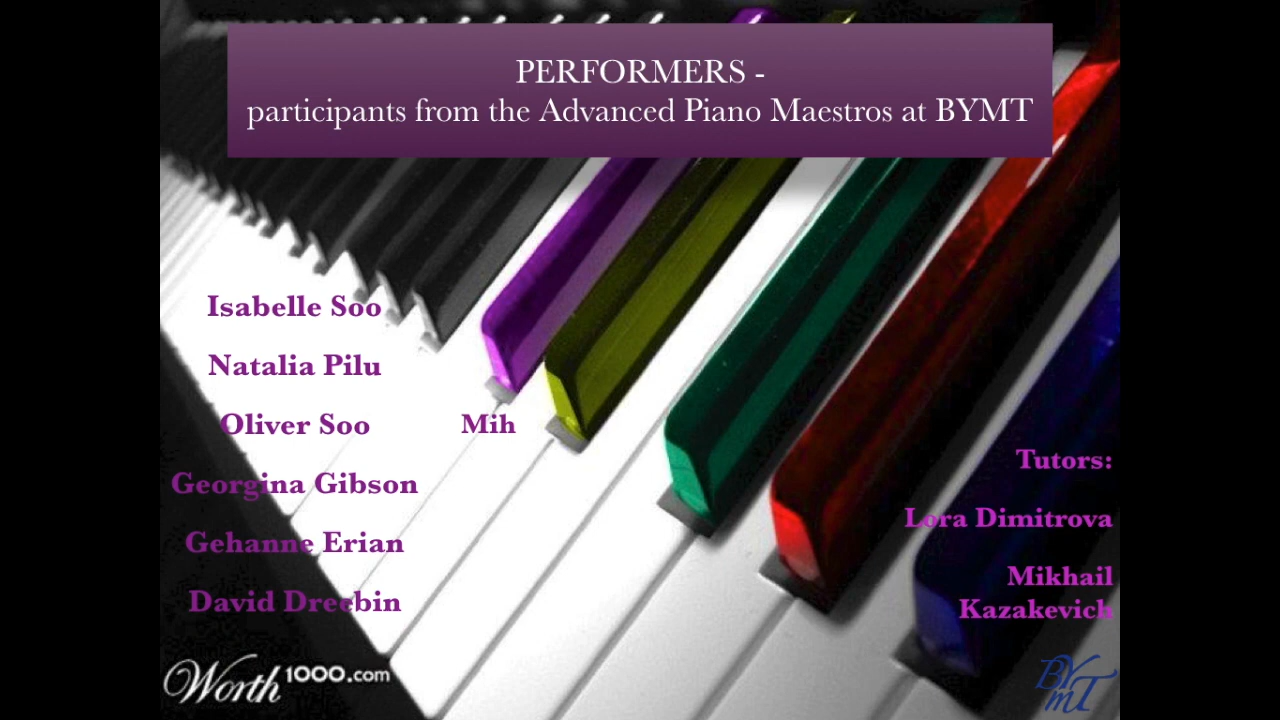 PERFORMERS -
participants from the Advanced Piano Maestros at BYMT
Isabelle Soo
Natalia Pilu
Oliver Soo
Mih
Georgina Gibson
Gehanne Erian
David Dreebin
Tutors:
Lora Dimitrova
Mikhail
Kazakevich
Worth1000.com
BYmT